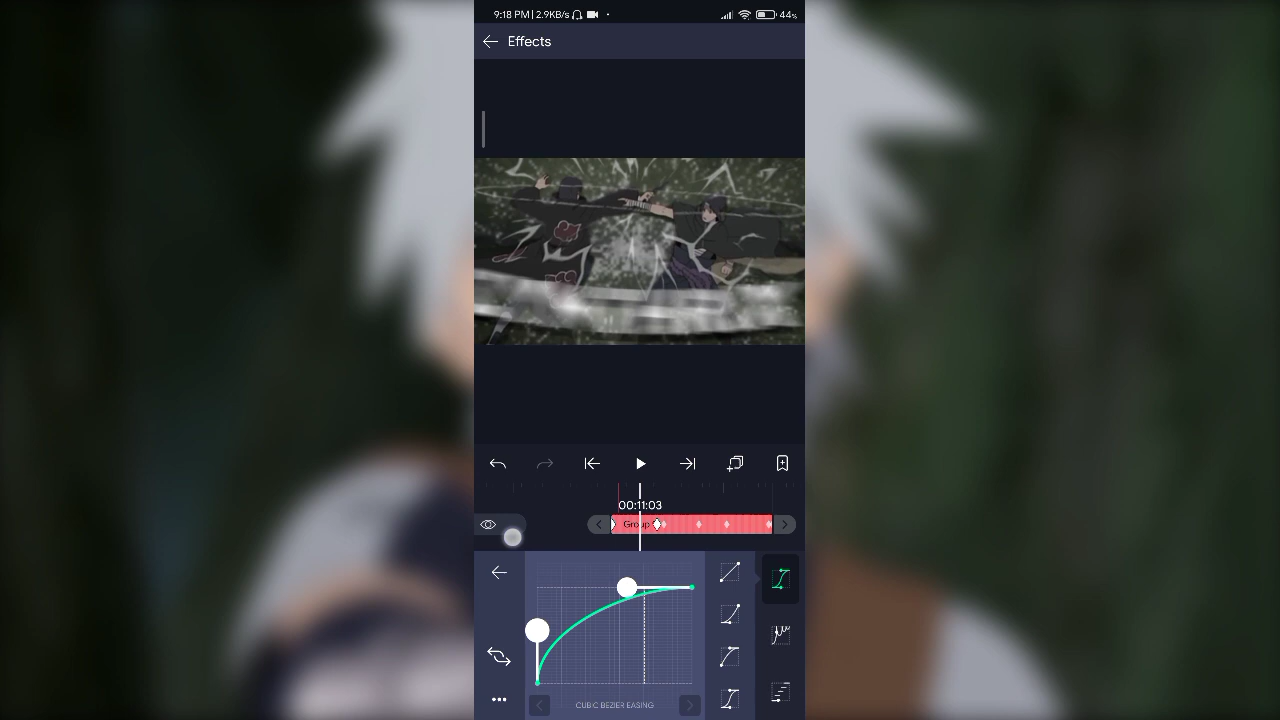 9:18 PM | 2.9KB/s
44%
Effects
00:11:03
Group
CUBIC BEZIER EASING